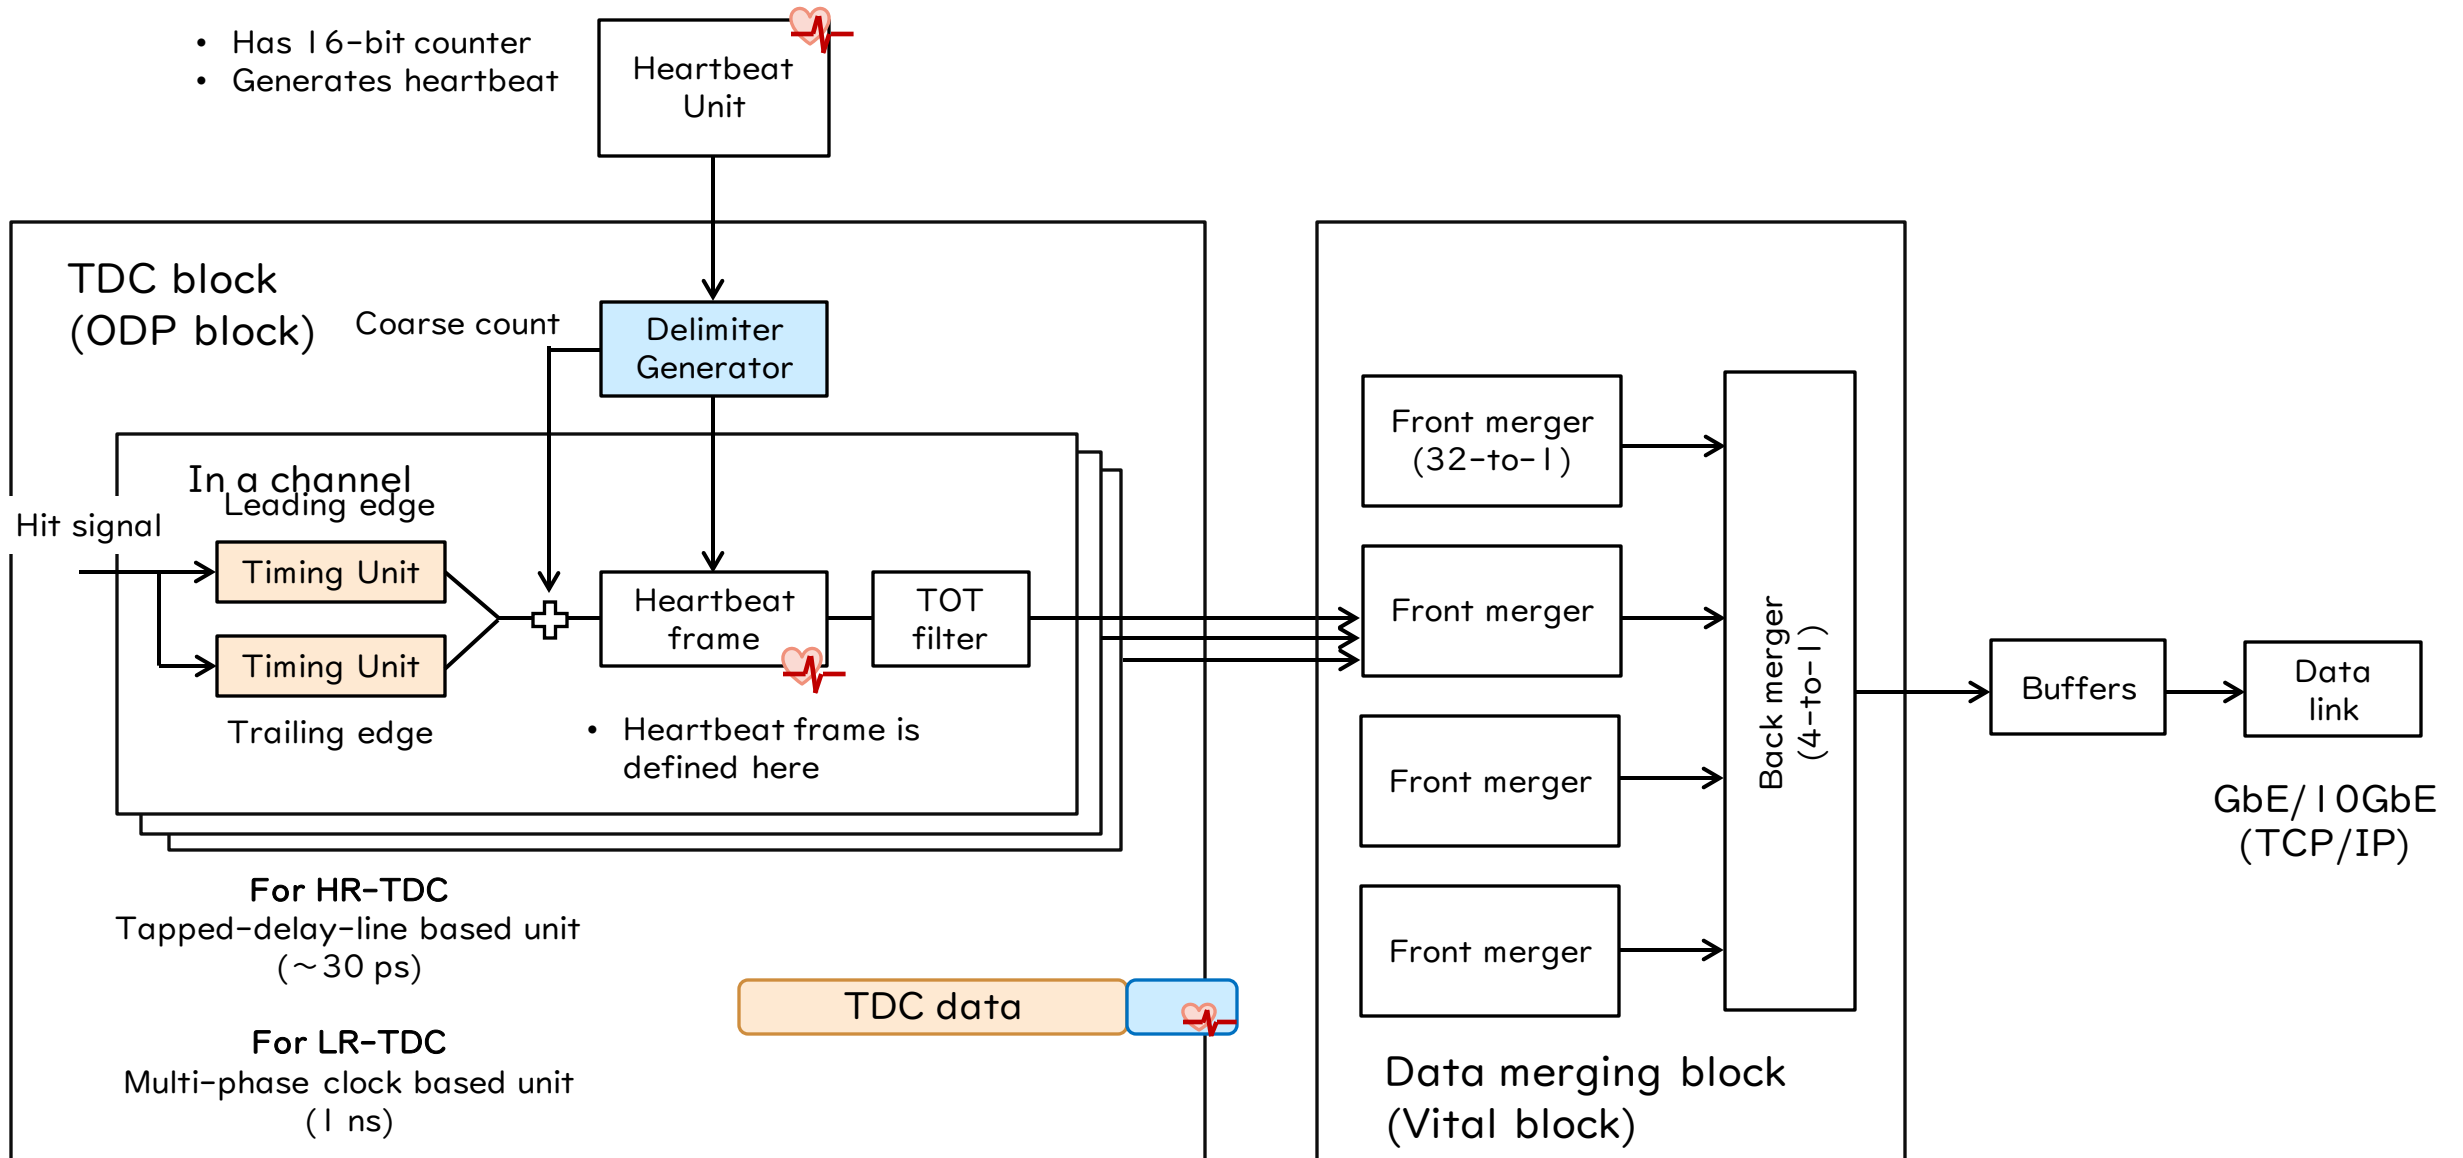 • Has 16-bit counter
• Generates heartbeat
Heartbeat
Unit
TDC block
(ODP block)
Coarse count
Delimiter
Generator
In a channel
Leading edge
Hit signal
Timing Unit
Timing Unit
Trailing edge
Heartbeat
frame
TOT
filter
• Heartbeat frame is
defined here
For HR-TDC
Tapped-delay-line based unit
(~30 ps)
For LR-TDC
Multi-phase clock based unit
(1 ns)
TDC data
Front merger
(32-to-1)
Front merger
Front merger
Front merger
Back merger
(4-to-1)
Data merging block
(Vital block)
Buffers
Data
link
GbE/10GbE
(TCP/IP)